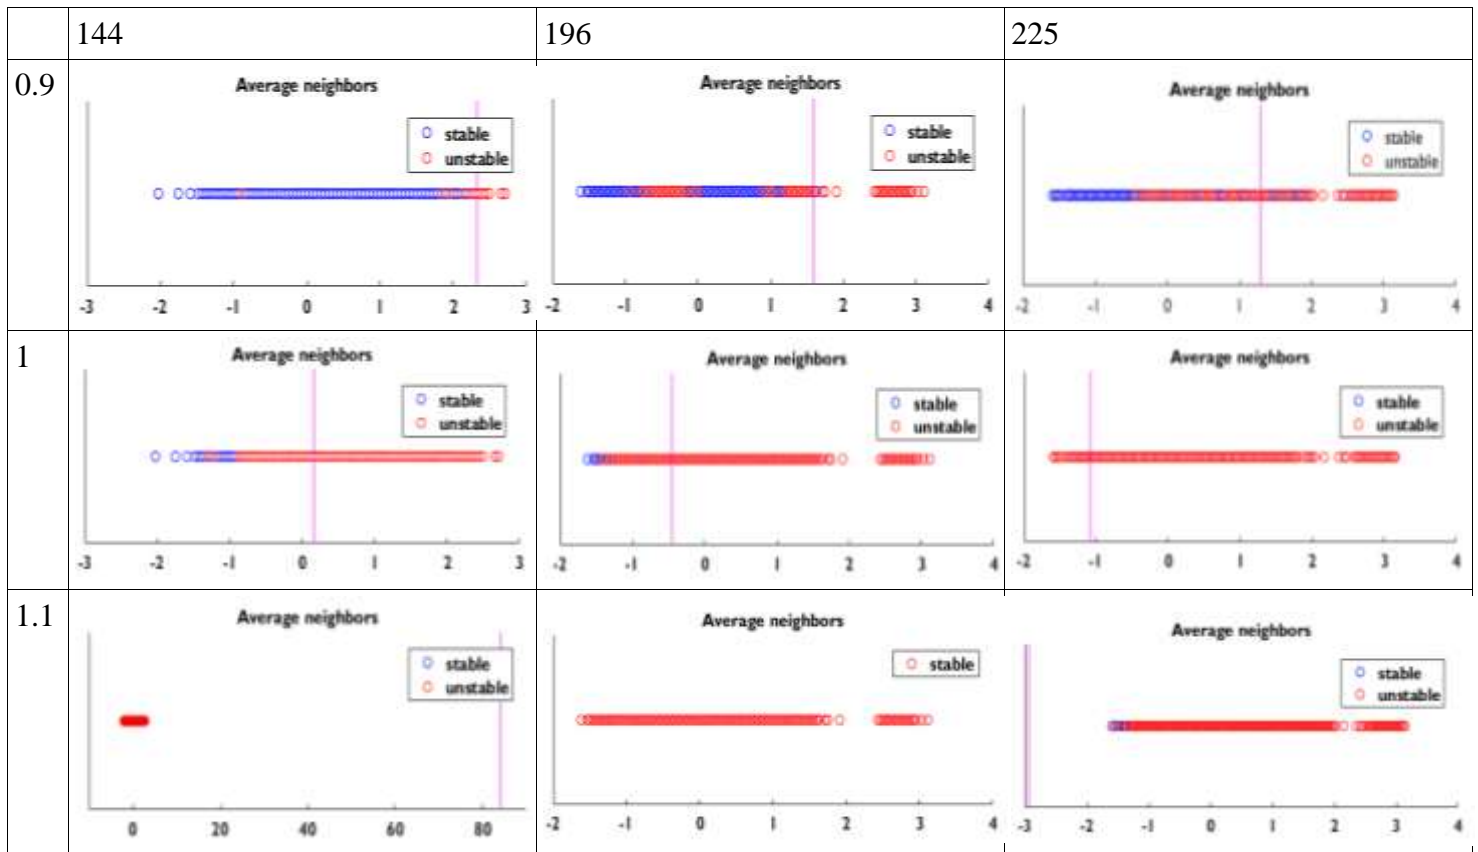 144 196 225
0.9
Average neighbors
stable
unstable
-3 -2 -1 0 1 2 3
Average neighbors
stable
unstable
-2 -1 0 1 2 3 4
Average neighbors
stable
unstable
-2 -1 0 1 2 3 4
1
Average neighbors
stable
unstable
-3 -2 -1 0 1 2 3
Average neighbors
stable
unstable
-2 -1 0 1 2 3 4
Average neighbors
stable
unstable
-2 -1 0 1 2 3 4
1.1
Average neighbors
stable
unstable
0 20 40 60 80
Average neighbors
stable
-2 -1 0 1 2 3 4
Average neighbors
stable
unstable
-3 -2 -1 0 1 2 3 4